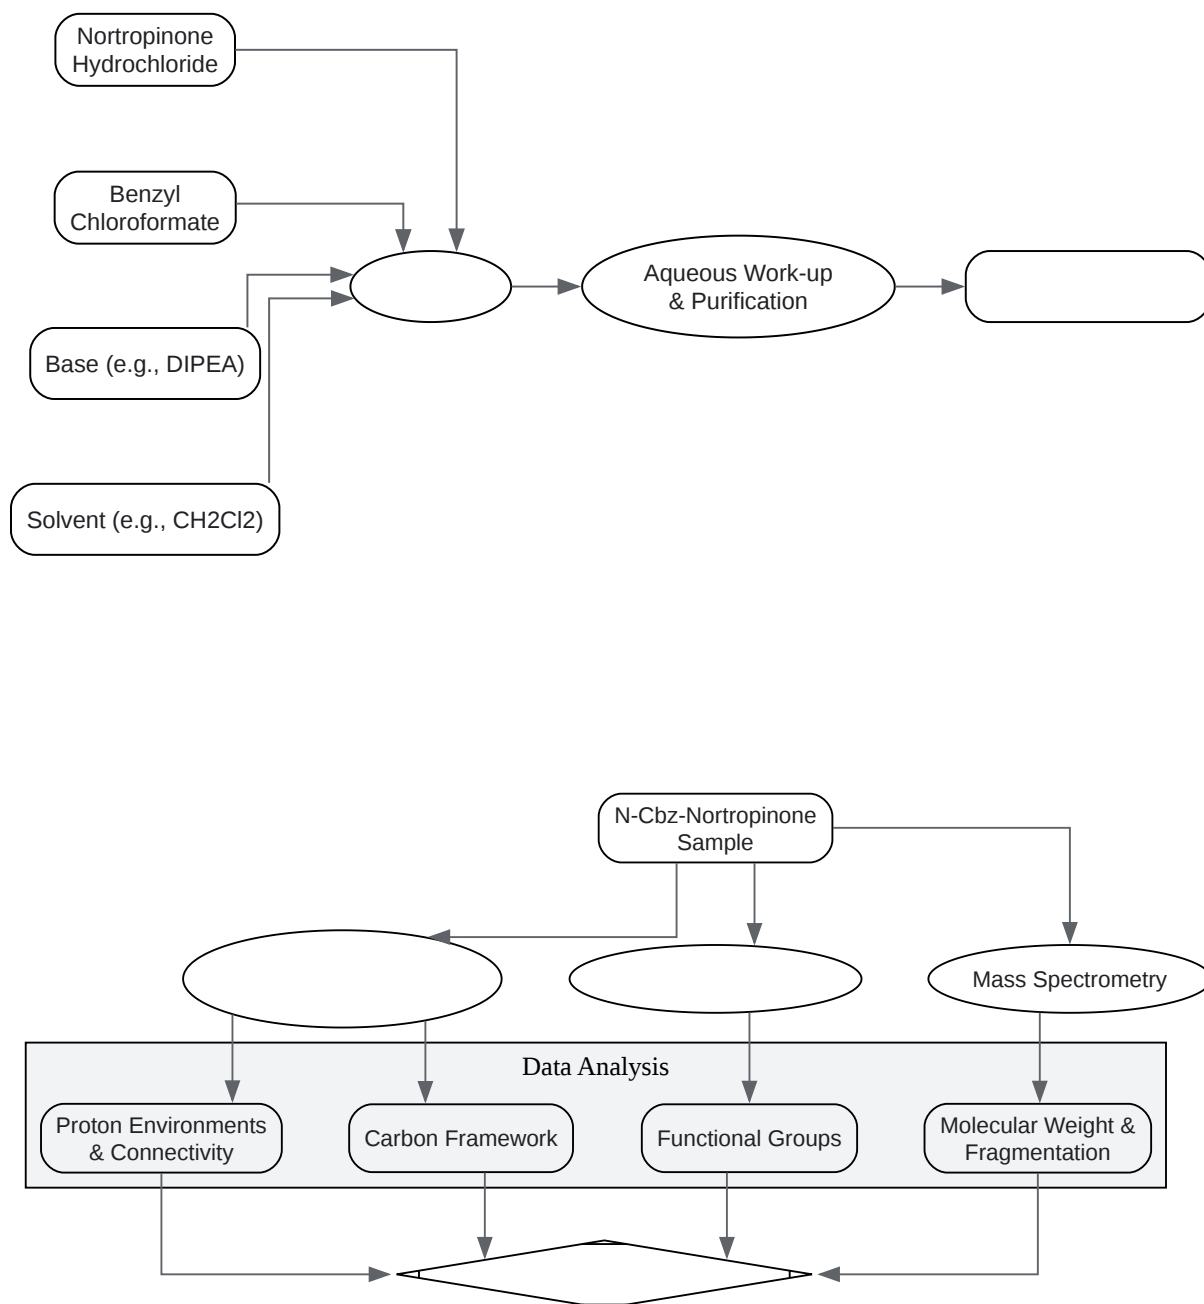 Nortropinone
Hydrochloride
Benzyl
Chloroformate
Aqueous Work-up
& Purification
Base (e.g., DIPEA)
Solvent (e.g., CH2Cl2)
N-Cbz-Nortropinone
Sample
Mass Spectrometry
Data Analysis
Proton Environments
& Connectivity
Carbon Framework
Functional Groups
Molecular Weight &
Fragmentation